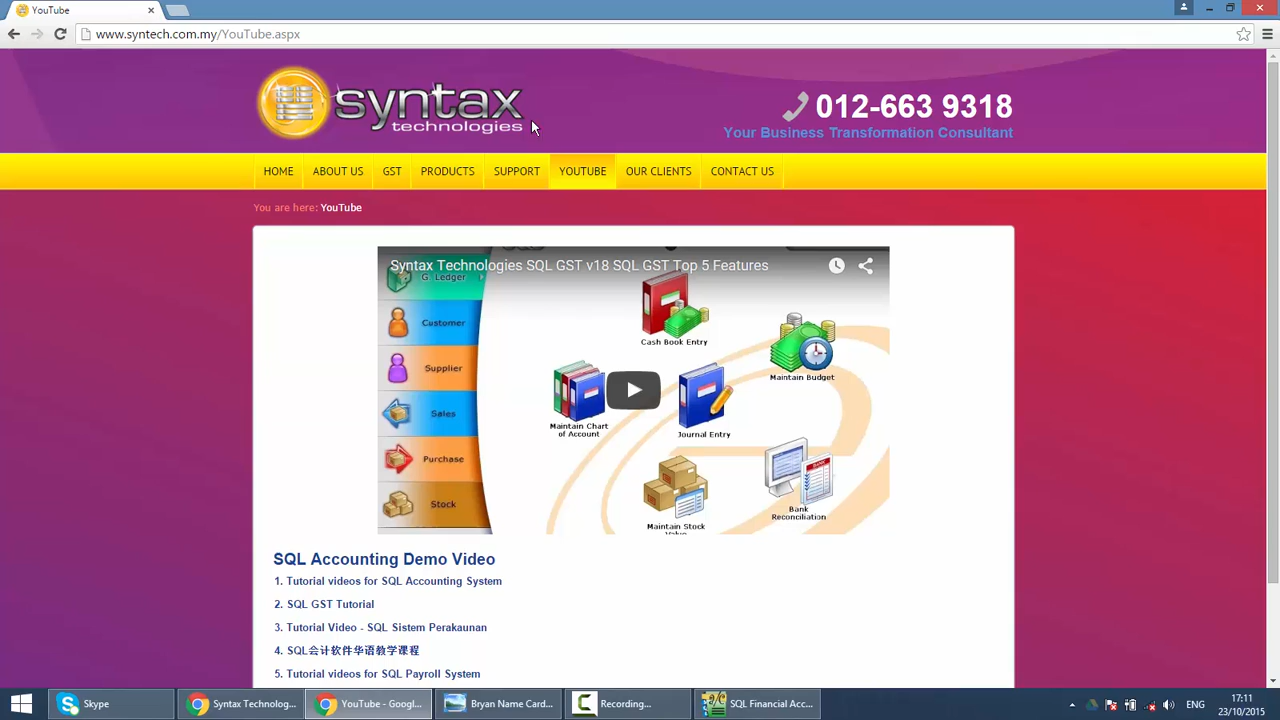 YouTube
www.syntech.com.my/YouTube.aspx
syntax
technologies
012-663 9318
Your Business Transformation Consultant
HOME ABOUT US GST PRODUCTS SUPPORT YOUTUBE OUR CLIENTS CONTACT US
You are here: YouTube
Syntax Technologies SQL GST v18 SQL GST Top 5 Features
G. Ledger
Customer
Supplier
Sales
Purchase
Stock
Cash Book Entry
Maintain Budget
Maintain Chart
of Account
Journal Entry
Maintain Stock
Value
Bank
Reconciliation
SQL Accounting Demo Video
1. Tutorial videos for SQL Accounting System
2. SQL GST Tutorial
3. Tutorial Video - SQL Sistem Perakaunan
4. SQL会计软件华语教学课程
5. Tutorial videos for SQL Payroll System
Skype
Syntax Technolog...
YouTube - Googl...
Bryan Name Card...
Recording...
SQL Financial Acc...
ENG
17:11
23/10/2015